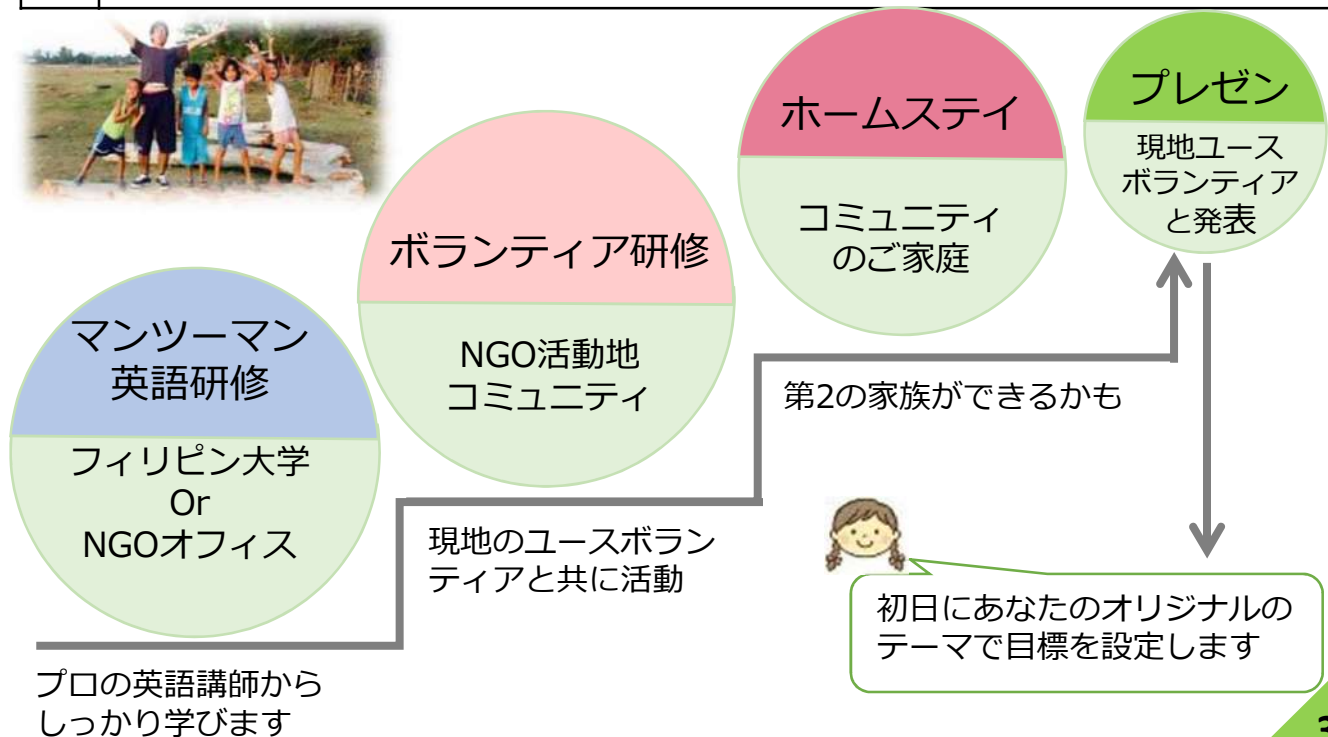 マンツーマン
英語研修
フィリピン大学
Or
NGOオフィス
プロの英語講師から
しっかり学びます
ボランティア研修
NGO活動地
コミュニティ
現地のユースボラン
ティアと共に活動
ホームステイ
コミュニティ
のご家庭
第2の家族ができるかも
プレゼン
現地ユース
ボランティア
と発表
初日にあなたのオリジナルの
テーマで目標を設定します